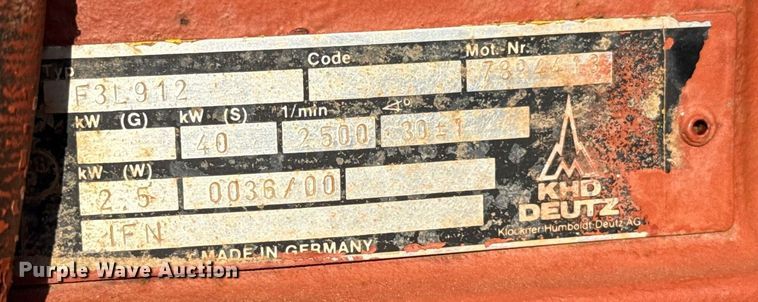 Typ Code Mot. Nr.
F3L912
kW (G) kW (S) 1/min ◁°
40 2500 30±1
kW (W)
2.5 0036/00
IFN
MADE IN GERMANY
KHD
DEUTZ
Klöckner-Humboldt-Deutz AG
Purple Wave Auction